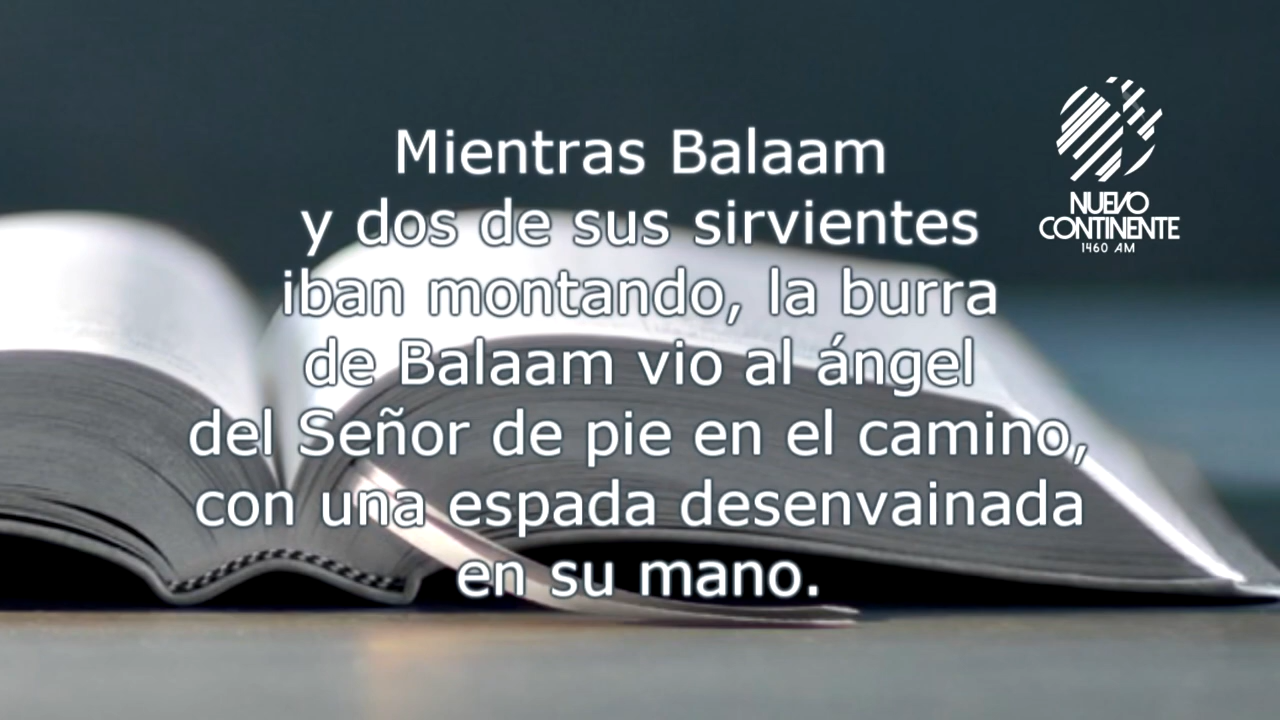 Mientras Balaam
y dos de sus sirvientes
iban montando, la burra
de Balaam vio al ángel
del Señor de pie en el camino,
con una espada desenvainada
en su mano.
NUEVO
CONTINENTE
1460 AM